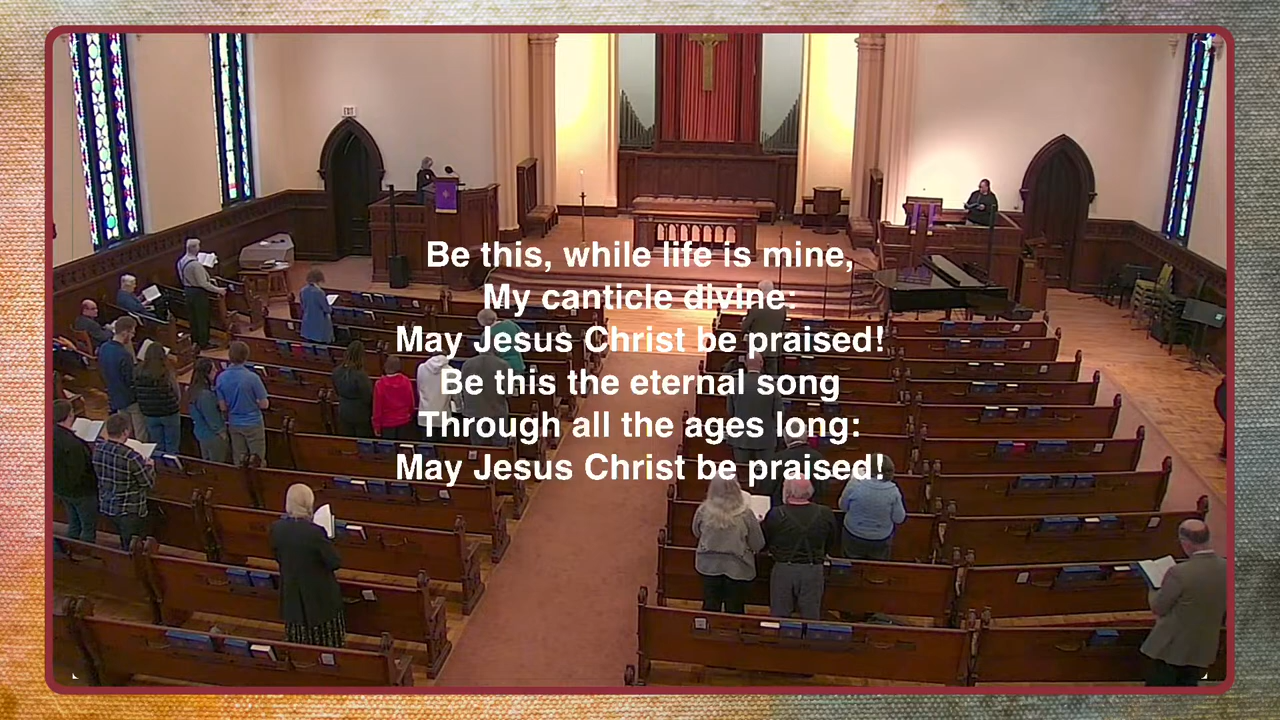 Be this, while life is mine,
My canticle divine:
May Jesus Christ be praised!
Be this the eternal song
Through all the ages long:
May Jesus Christ be praised!